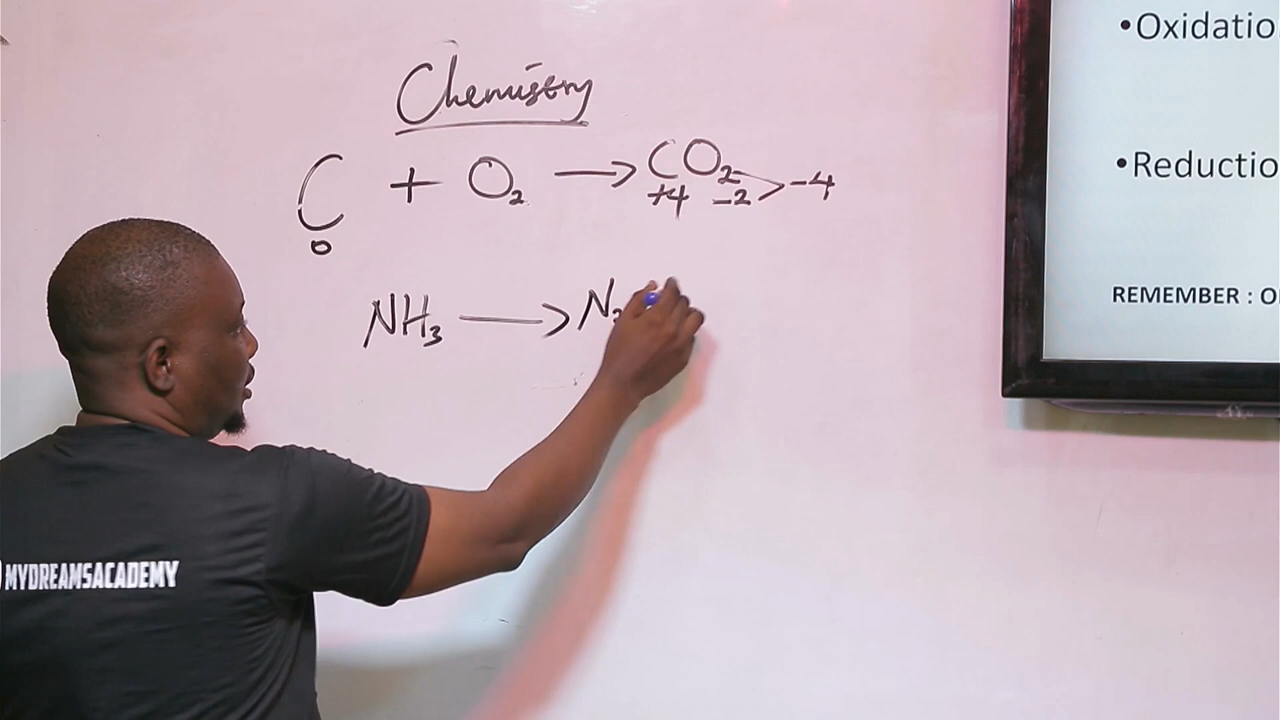 Chemistry
C + O₂ → CO₂ > -4
0 +4 -2
NH₃ → N₂
•Oxidatio
•Reductio
REMEMBER : O
MYDREAMSACADEMY